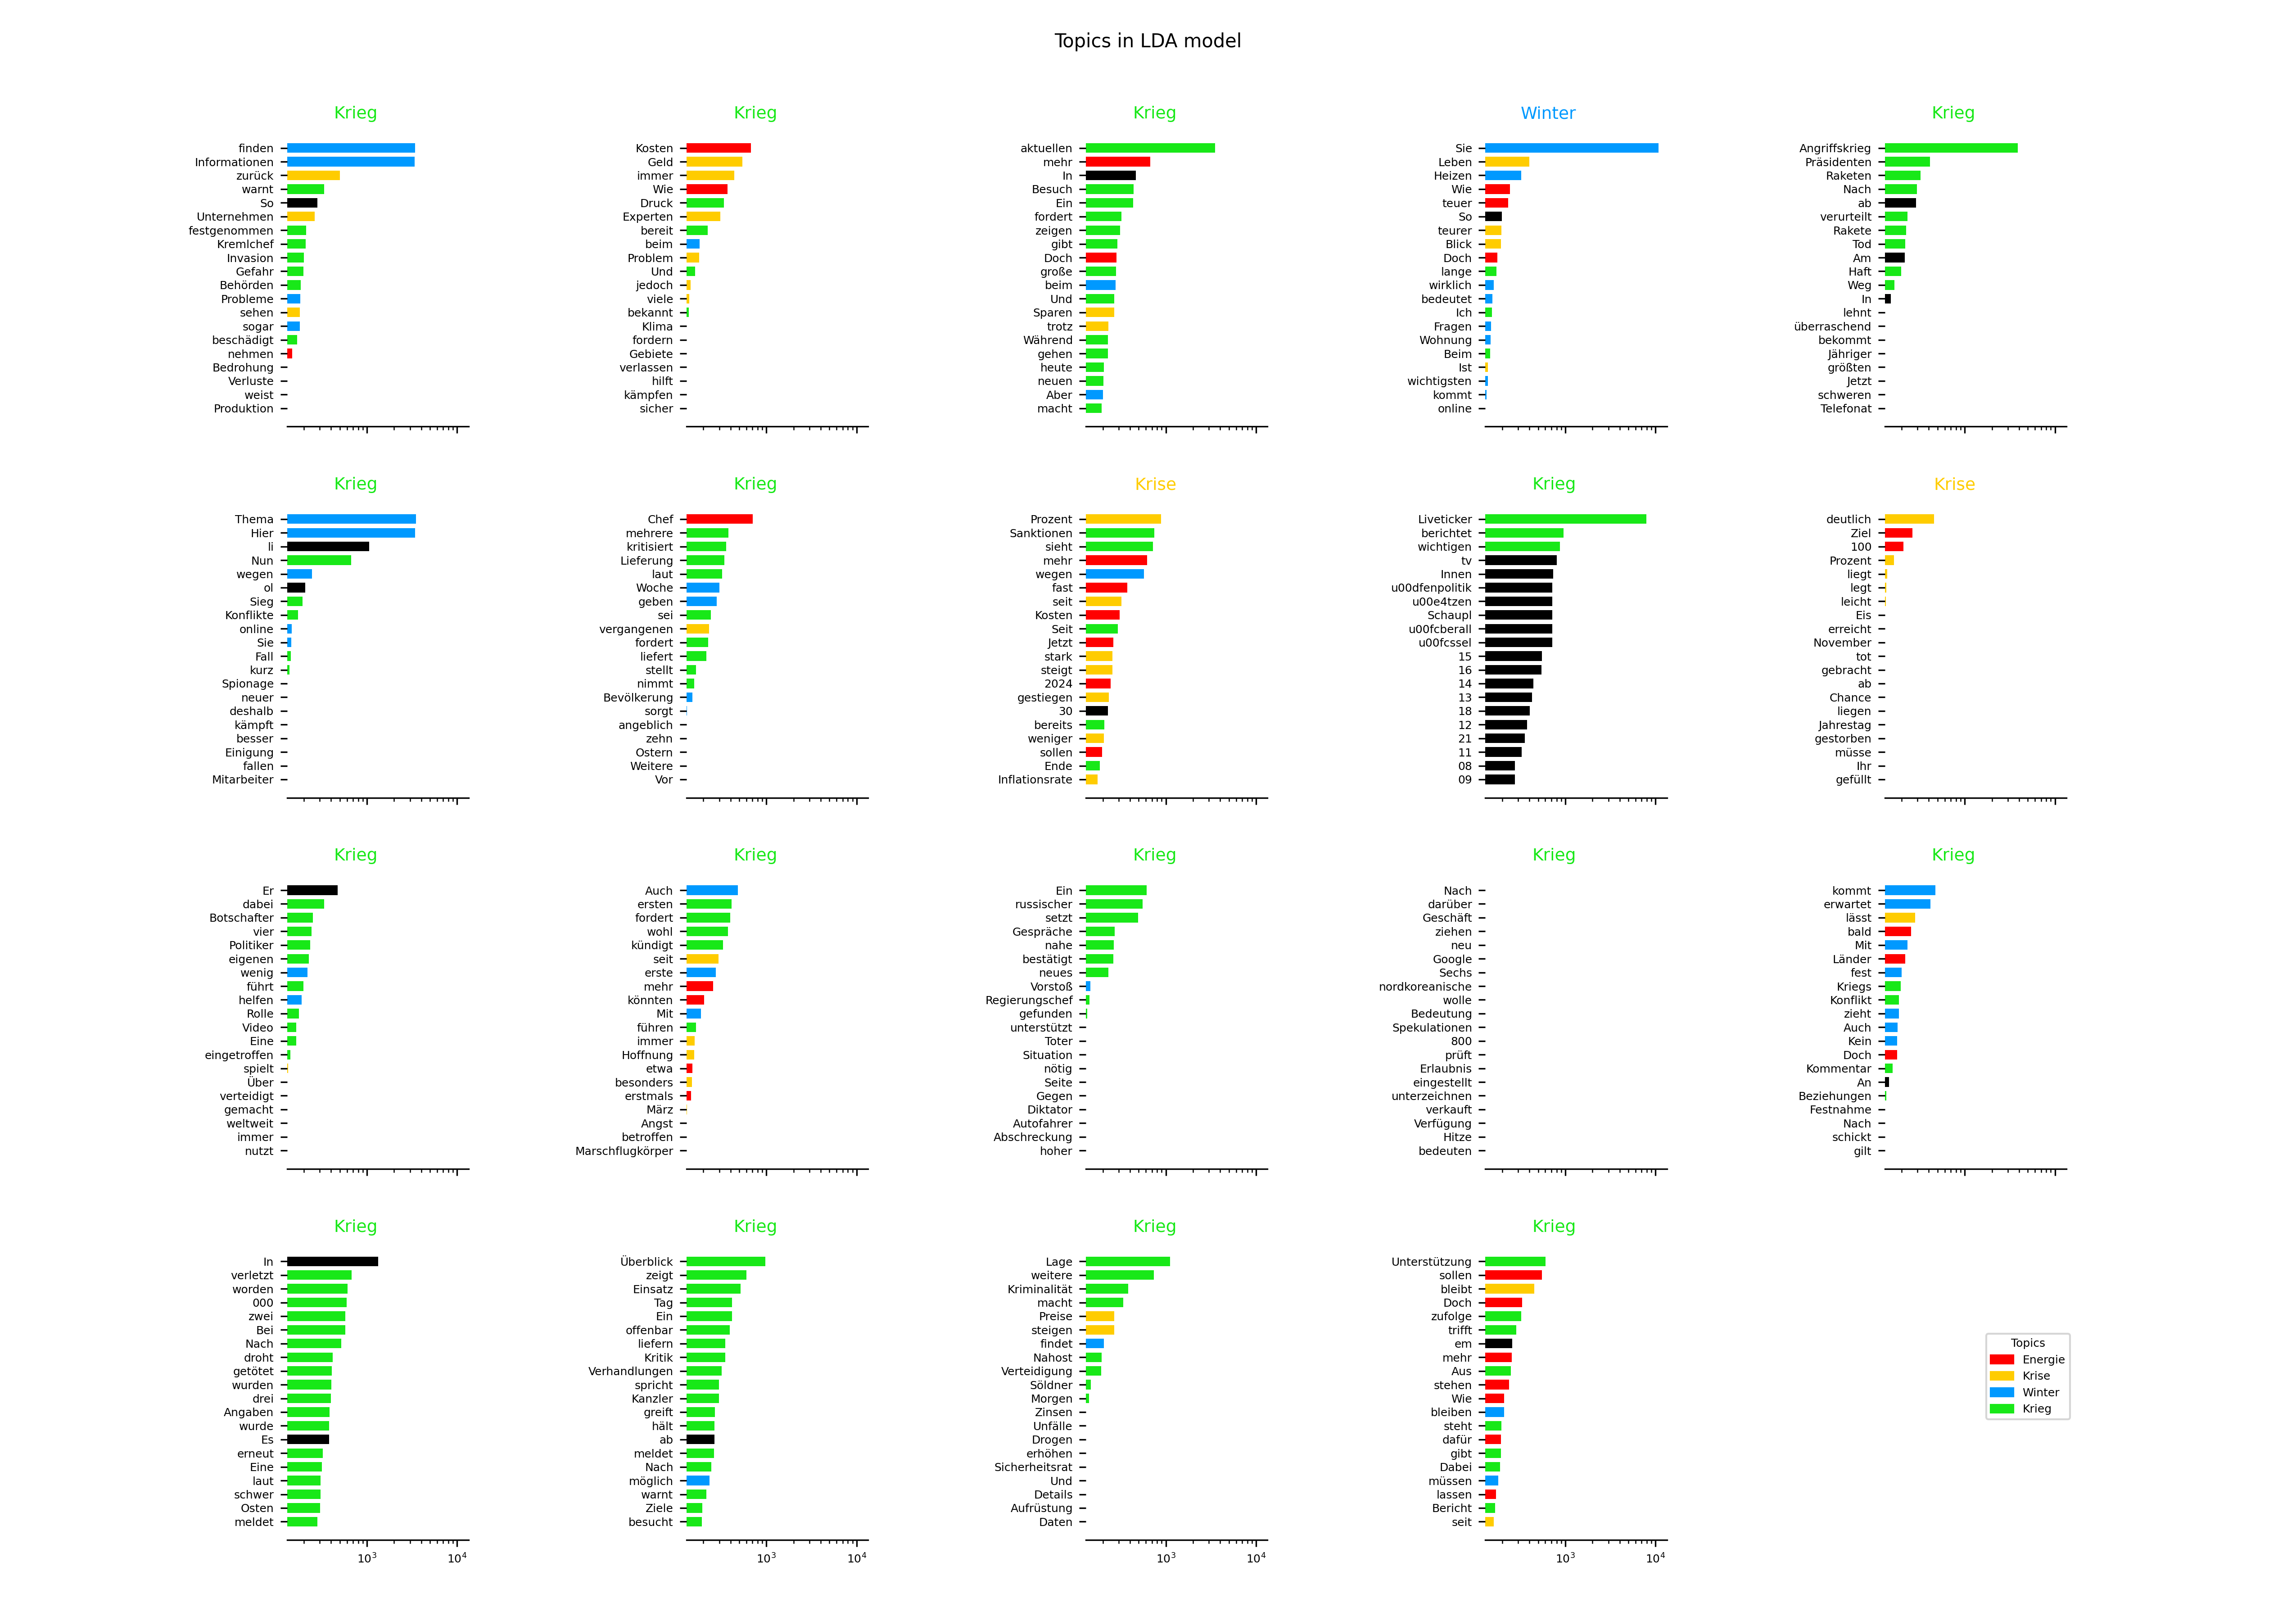 Topics in LDA model
Krieg
finden
Informationen
zurück
warnt
So
Unternehmen
festgenommen
Kremlchef
Invasion
Gefahr
Behörden
Probleme
sehen
sogar
beschädigt
nehmen
Bedrohung
Verluste
weist
Produktion
Krieg
Kosten
Geld
immer
Wie
Druck
Experten
bereit
beim
Problem
Und
jedoch
viele
bekannt
Klima
fordern
Gebiete
verlassen
hilft
kämpfen
sicher
Krieg
aktuellen
mehr
In
Besuch
Ein
fordert
zeigen
gibt
Doch
große
beim
Und
Sparen
trotz
Während
gehen
heute
neuen
Aber
macht
Winter
Sie
Leben
Heizen
Wie
teuer
So
teurer
Blick
Doch
lange
wirklich
bedeutet
Ich
Fragen
Wohnung
Beim
Ist
wichtigsten
kommt
online
Krieg
Angriffskrieg
Präsidenten
Raketen
Nach
ab
verurteilt
Rakete
Tod
Am
Haft
Weg
In
lehnt
überraschend
bekommt
Jähriger
größten
Jetzt
schweren
Telefonat
Krieg
Thema
Hier
li
Nun
wegen
ol
Sieg
Konflikte
online
Sie
Fall
kurz
Spionage
neuer
deshalb
kämpft
besser
Einigung
fallen
Mitarbeiter
Krieg
Chef
mehrere
kritisiert
Lieferung
laut
Woche
geben
sei
vergangenen
fordert
liefert
stellt
nimmt
Bevölkerung
sorgt
angeblich
zehn
Ostern
Weitere
Vor
Krise
Prozent
Sanktionen
sieht
mehr
wegen
fast
seit
Kosten
Seit
Jetzt
stark
steigt
2024
gestiegen
30
bereits
weniger
sollen
Ende
Inflationsrate
Krieg
Liveticker
berichtet
wichtigen
tv
Innen
u00dfenpolitik
u00e4tzen
Schaupl
u00fcberall
u00fcssel
15
16
14
13
18
12
21
11
08
09
Krise
deutlich
Ziel
100
Prozent
liegt
legt
leicht
Eis
erreicht
November
tot
gebracht
ab
Chance
liegen
Jahrestag
gestorben
müsse
Ihr
gefüllt
Krieg
Er
dabei
Botschafter
vier
Politiker
eigenen
wenig
führt
helfen
Rolle
Video
Eine
eingetroffen
spielt
Über
verteidigt
gemacht
weltweit
immer
nutzt
Krieg
Auch
ersten
fordert
wohl
kündigt
seit
erste
mehr
könnten
Mit
führen
immer
Hoffnung
etwa
besonders
erstmals
März
Angst
betroffen
Marschflugkörper
Krieg
Ein
russischer
setzt
Gespräche
nahe
bestätigt
neues
Vorstoß
Regierungschef
gefunden
unterstützt
Toter
Situation
nötig
Seite
Gegen
Diktator
Autofahrer
Abschreckung
hoher
Krieg
Nach
darüber
Geschäft
ziehen
neu
Google
Sechs
nordkoreanische
wolle
Bedeutung
Spekulationen
800
prüft
Erlaubnis
eingestellt
unterzeichnen
verkauft
Verfügung
Hitze
bedeuten
Krieg
kommt
erwartet
lässt
bald
Mit
Länder
fest
Kriegs
Konflikt
zieht
Auch
Kein
Doch
Kommentar
An
Beziehungen
Festnahme
Nach
schickt
gilt
Krieg
In
verletzt
worden
000
zwei
Bei
Nach
droht
getötet
wurden
drei
Angaben
wurde
Es
erneut
Eine
laut
schwer
Osten
meldet
10³ 10⁴
Krieg
Überblick
zeigt
Einsatz
Tag
Ein
offenbar
liefern
Kritik
Verhandlungen
spricht
Kanzler
greift
hält
ab
meldet
Nach
möglich
warnt
Ziele
besucht
10³ 10⁴
Krieg
Lage
weitere
Kriminalität
macht
Preise
steigen
findet
Nahost
Verteidigung
Söldner
Morgen
Zinsen
Unfälle
Drogen
erhöhen
Sicherheitsrat
Und
Details
Aufrüstung
Daten
10³ 10⁴
Krieg
Unterstützung
sollen
bleibt
Doch
zufolge
trifft
em
mehr
Aus
stehen
Wie
bleiben
steht
dafür
gibt
Dabei
müssen
lassen
Bericht
seit
10³ 10⁴
Topics
Energie
Krise
Winter
Krieg